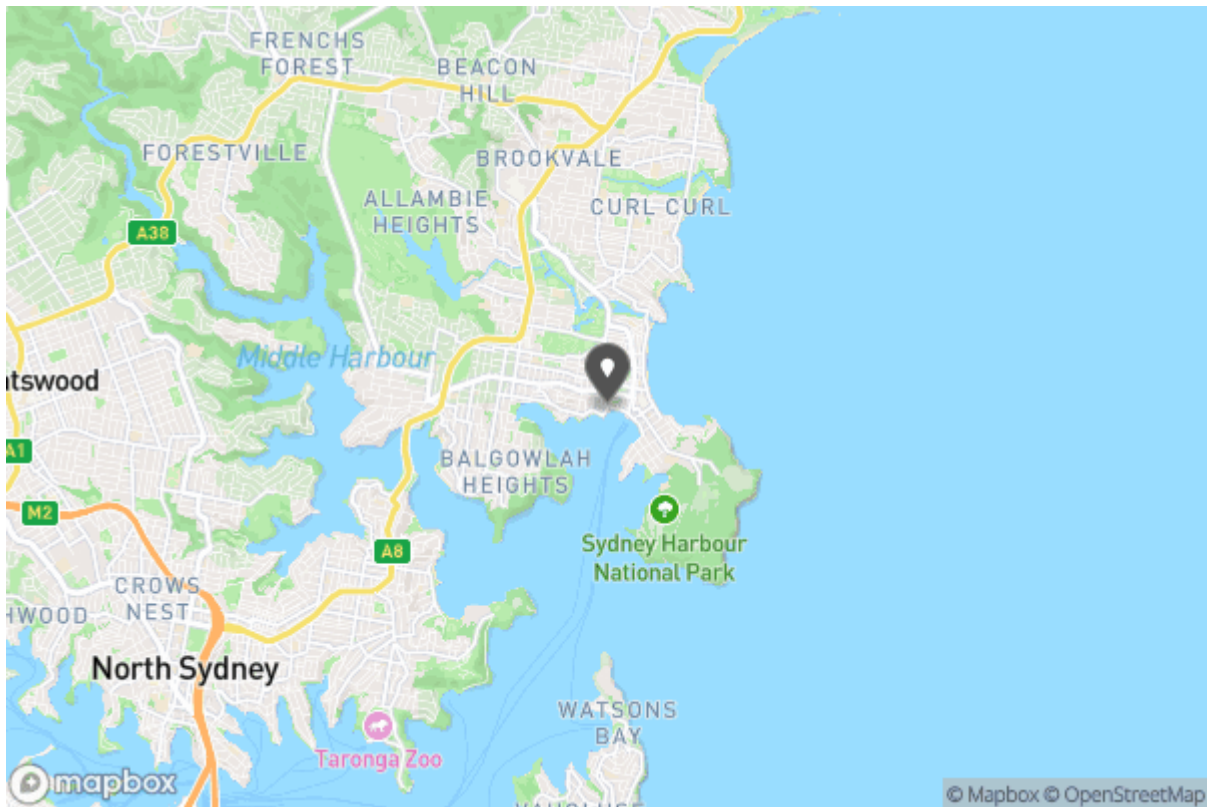 FRENCHS
FOREST
BEACON
HILL
FORESTVILLE
BROOKVALE
ALLAMBIE
HEIGHTS
CURL CURL
A38
Middle Harbour
atswood
A1
BALGOWLAH
HEIGHTS
M2
A8
Sydney Harbour
National Park
CROWS
NEST
HWOOD
North Sydney
WATSONS
BAY
Taronga Zoo
mapbox
© Mapbox © OpenStreetMap